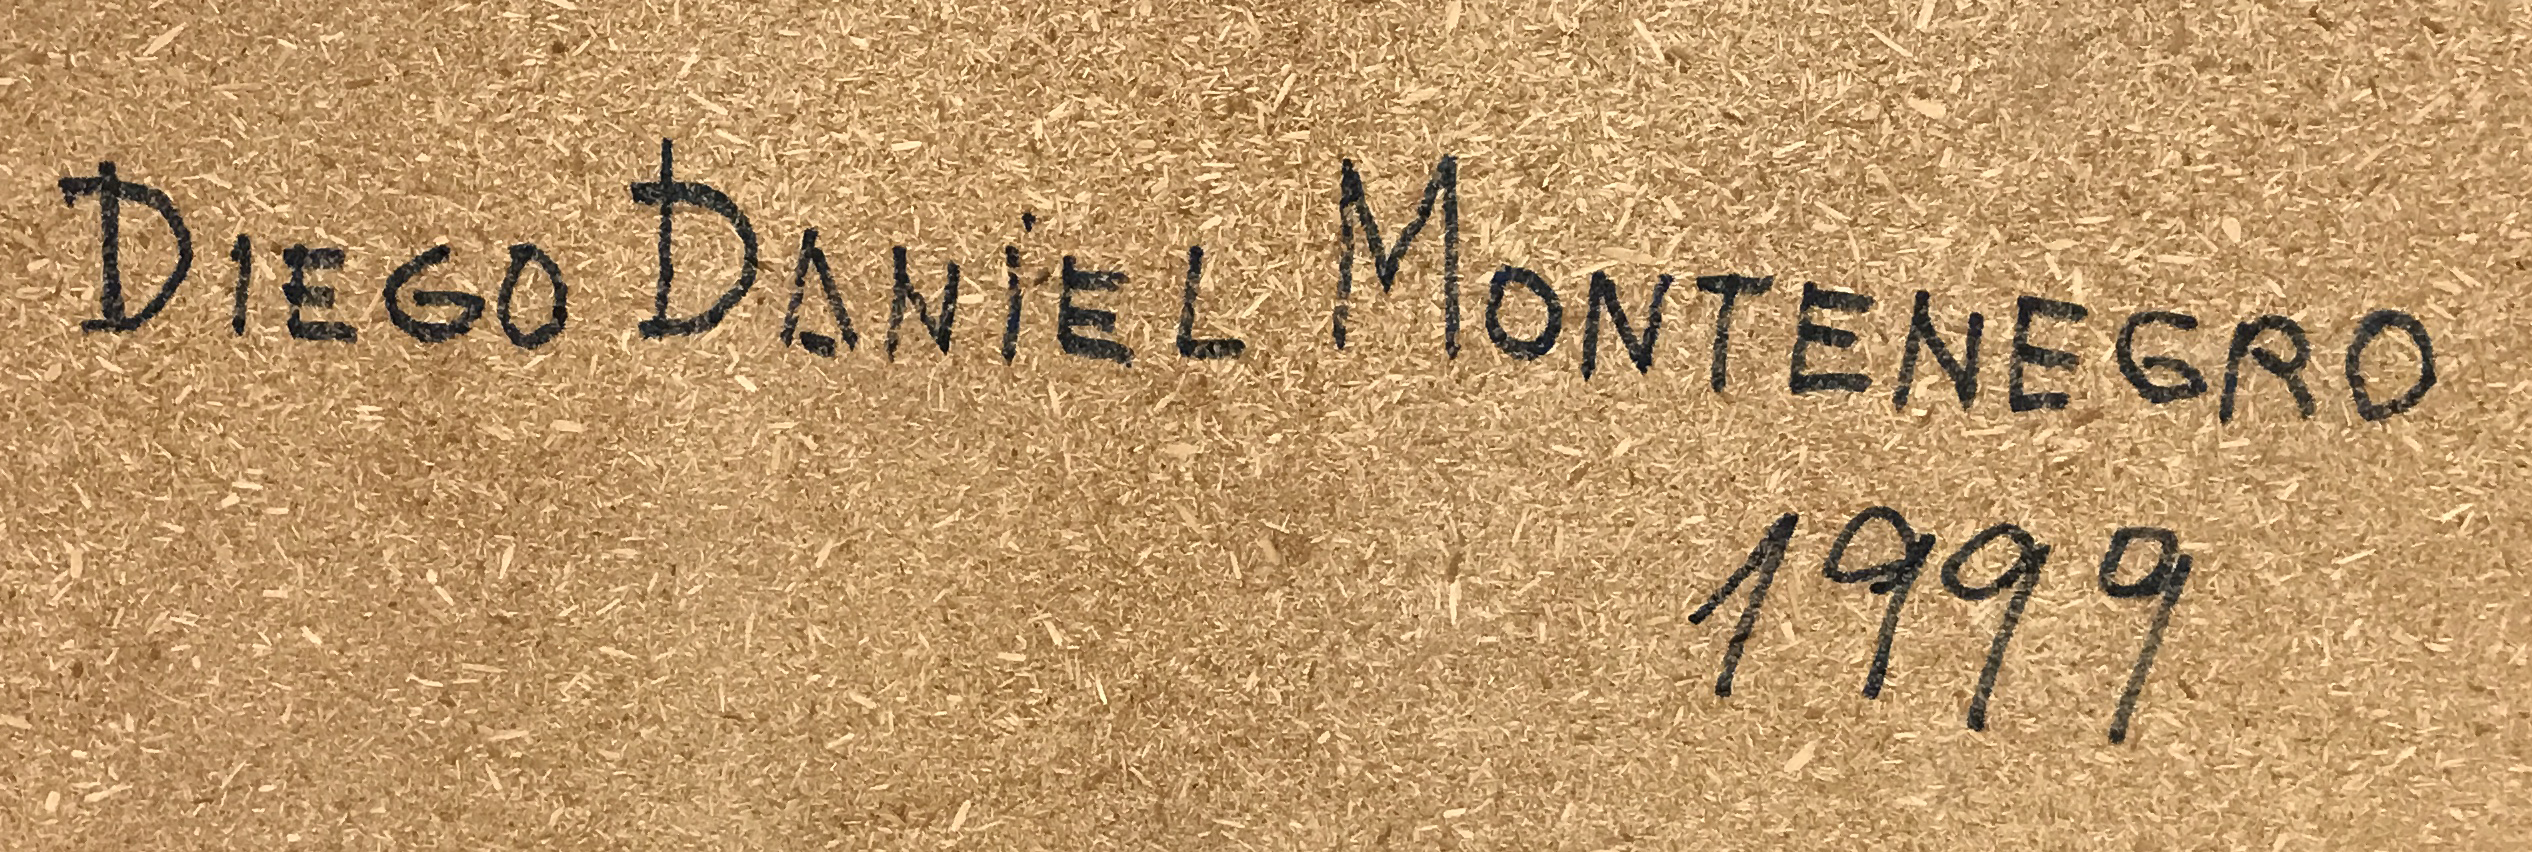 DIEGO DANiEL MONTENEGRO
1999